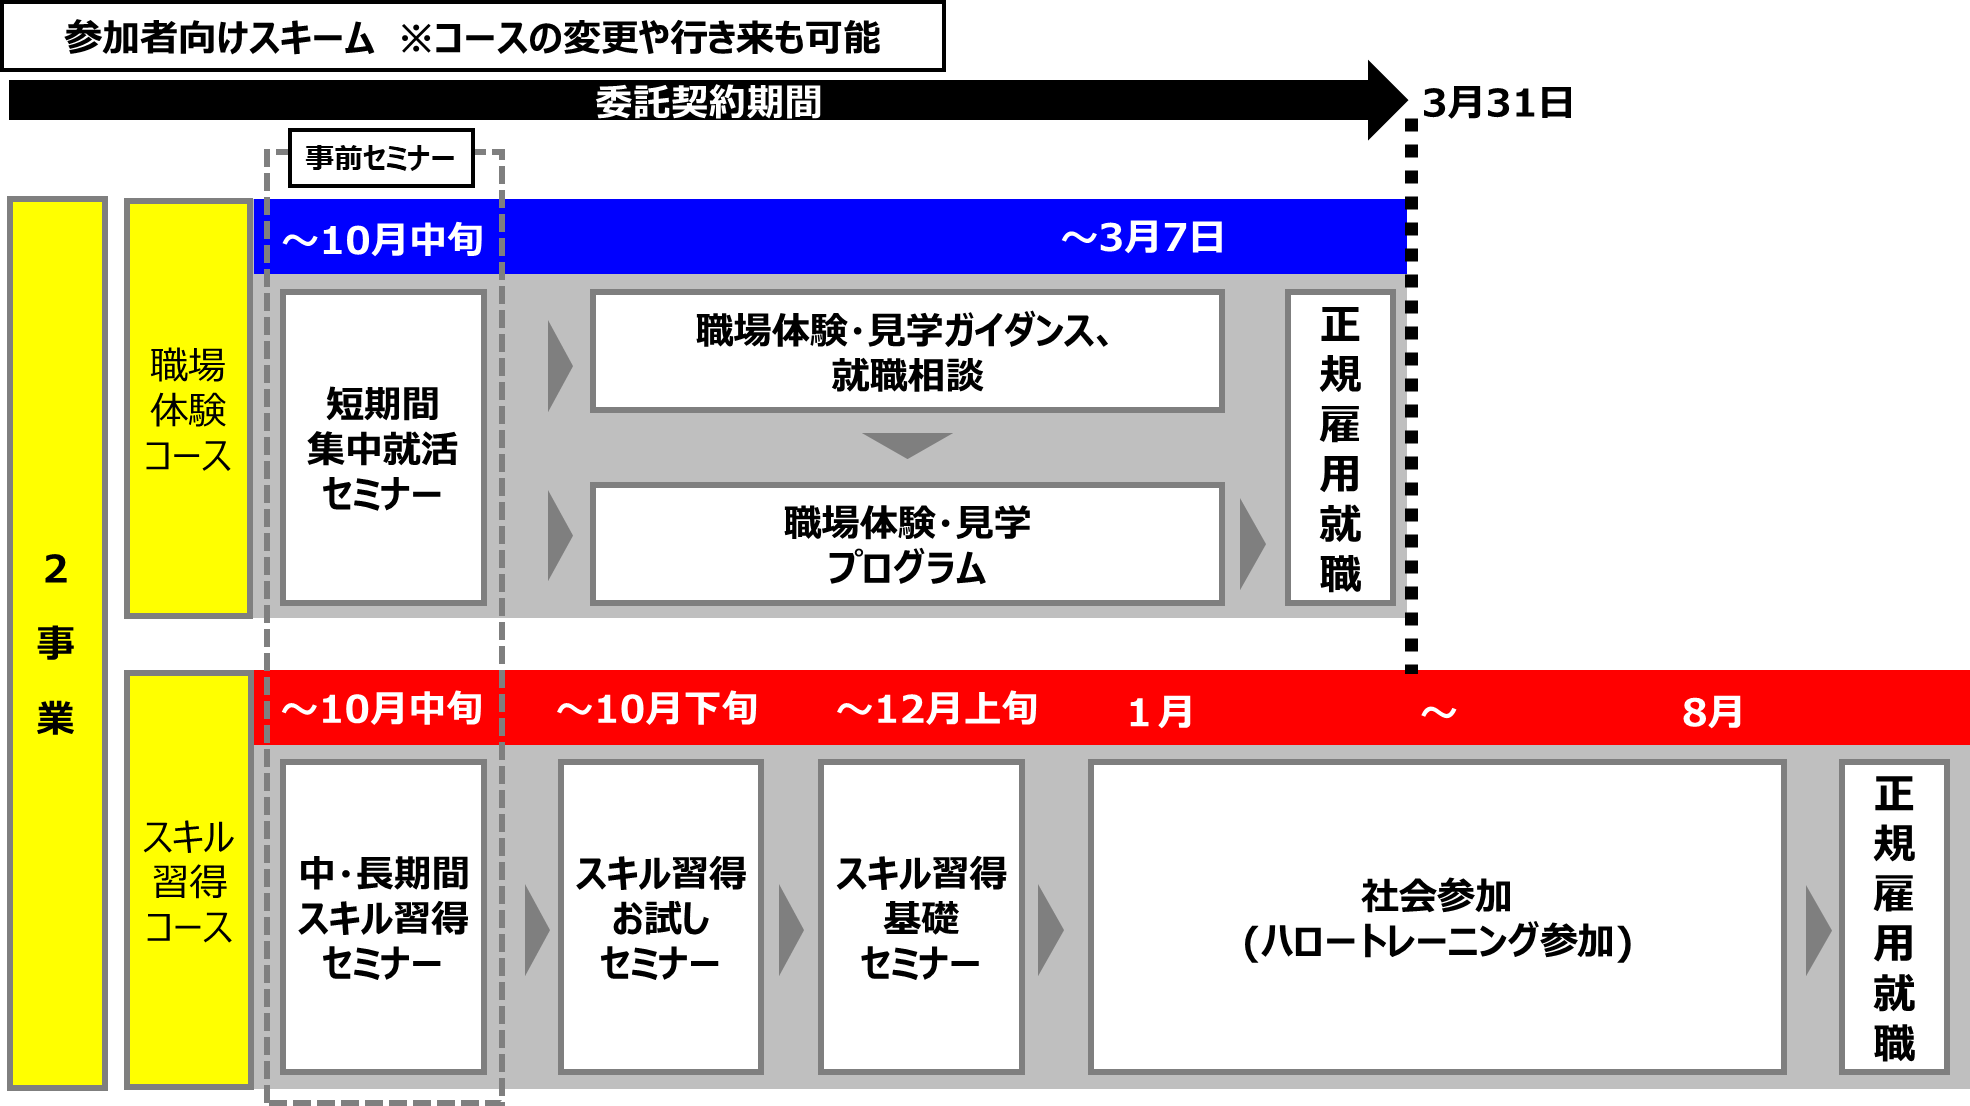 参加者向けスキーム ※コースの変更や行き来も可能
委託契約期間
3月31日
事前セミナー
2事業
職場
体験
コース
～10月中旬
～3月7日
短期間
集中就活
セミナー
職場体験・見学ガイダンス、
就職相談
職場体験・見学
プログラム
正規雇用就職
スキル
習得
コース
～10月中旬
～10月下旬
～12月上旬
1月
～
8月
中・長期間
スキル習得
セミナー
スキル習得
お試し
セミナー
スキル習得
基礎
セミナー
社会参加
(ハロートレーニング参加)
正規雇用就職